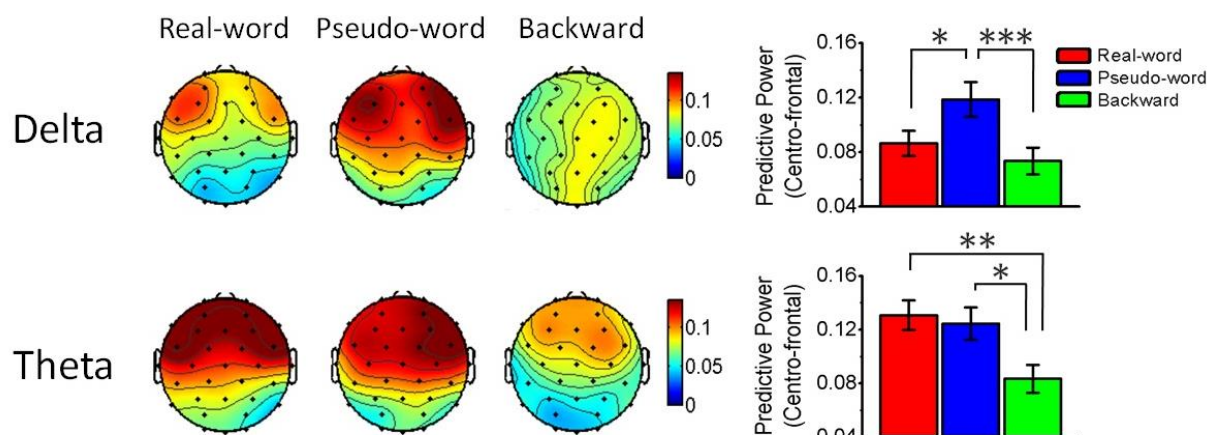 Real-word Pseudo-word Backward
Delta
0.1
0.05
0
Predictive Power
(Centro-frontal)
0.16
0.12
0.08
0.04
* ***
Real-word
Pseudo-word
Backward
Theta
0.1
0.05
0
Predictive Power
(Centro-frontal)
0.16
0.12
0.08
0.04
**
*